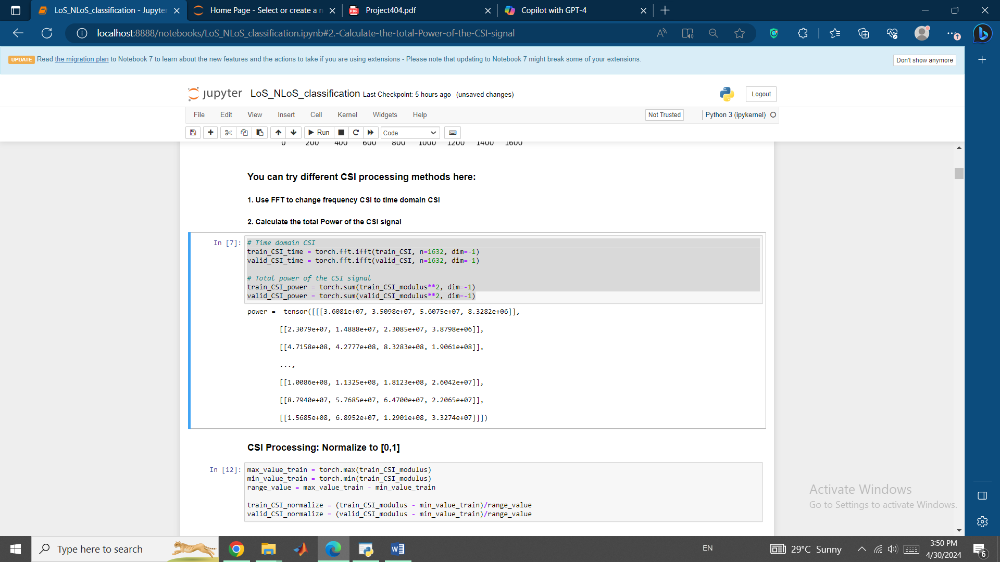 LoS_NLoS_classification - Jupyter
Home Page - Select or create a n
Project404.pdf
Copilot with GPT-4
localhost:8888/notebooks/LoS_NLoS_classification.ipynb#2.-Calculate-the-total-Power-of-the-CSI-signal
UPDATE Read the migration plan to Notebook 7 to learn about the new features and the actions to take if you are using extensions - Please note that updating to Notebook 7 might break some of your extensions.
Don't show anymore
jupyter LoS_NLoS_classification Last Checkpoint: 5 hours ago (unsaved changes)
Logout
File Edit View Insert Cell Kernel Widgets Help
Not Trusted
Python 3 (ipykernel)
Run
Code
0 200 400 600 800 1000 1200 1400 1600
You can try different CSI processing methods here:
1. Use FFT to change frequency CSI to time domain CSI
2. Calculate the total Power of the CSI signal
In [7]: # Time domain CSI
train_CSI_time = torch.fft.ifft(train_CSI, n=1632, dim=-1)
valid_CSI_time = torch.fft.ifft(valid_CSI, n=1632, dim=-1)
# Total power of the CSI signal
train_CSI_power = torch.sum(train_CSI_modulus**2, dim=-1)
valid_CSI_power = torch.sum(valid_CSI_modulus**2, dim=-1)
power =  tensor([[[3.6081e+07, 3.5098e+07, 5.6075e+07, 8.3282e+06]],
[[2.3079e+07, 1.4888e+07, 2.3085e+07, 3.8798e+06]],
[[4.7158e+08, 4.2777e+08, 8.3283e+08, 1.9061e+08]],
...,
[[1.0086e+08, 1.1325e+08, 1.8123e+08, 2.6042e+07]],
[[8.7940e+07, 5.7685e+07, 6.4700e+07, 2.2065e+07]],
[[1.5685e+08, 6.8952e+07, 1.2901e+08, 3.3274e+07]]])
CSI Processing: Normalize to [0,1]
In [12]: max_value_train = torch.max(train_CSI_modulus)
min_value_train = torch.min(train_CSI_modulus)
range_value = max_value_train - min_value_train
train_CSI_normalize = (train_CSI_modulus - min_value_train)/range_value
valid_CSI_normalize = (valid_CSI_modulus - min_value_train)/range_value
Activate Windows
Go to Settings to activate Windows.
Type here to search
EN
29°C Sunny
3:50 PM
4/30/2024
6